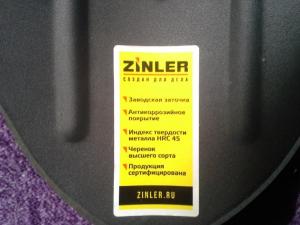 ZINLER
СОЗДАН ДЛЯ ДЕЛА
Заводская заточка
Антикоррозийное
покрытие
Индекс твердости
металла HRC 45
Черенок
высшего сорта
Продукция
сертифицирована
ZINLER.RU